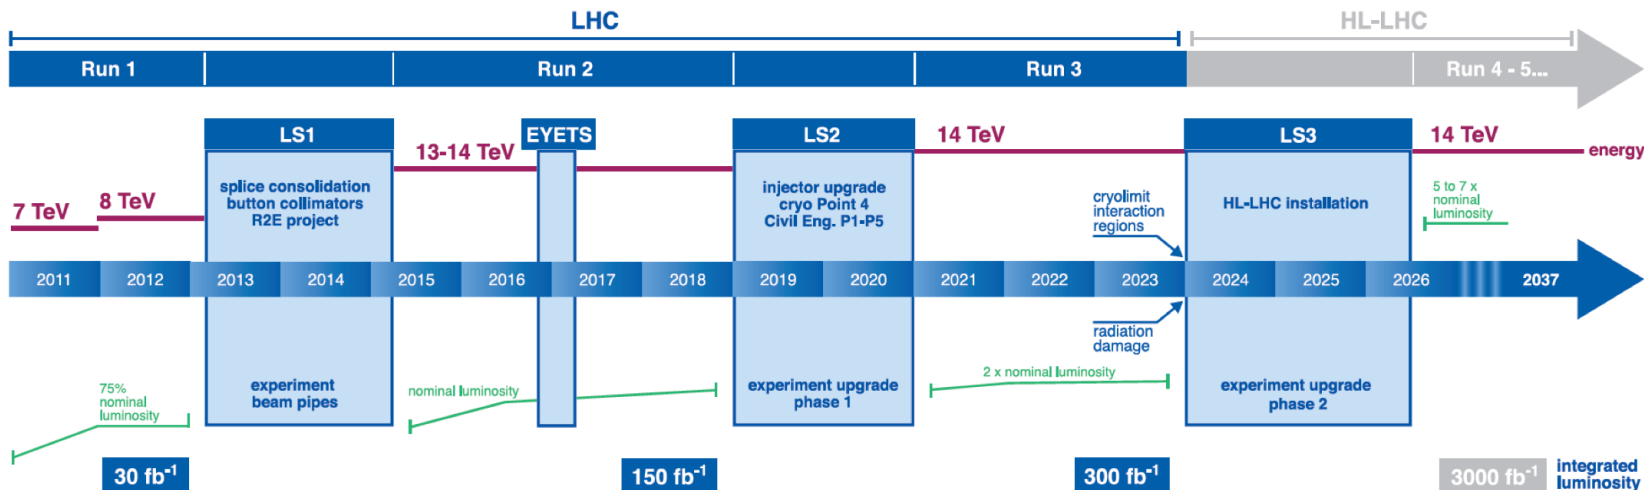 LHC
HL-LHC
Run 1
Run 2
Run 3
Run 4 - 5...
LS1
EYETS
LS2
14 TeV
LS3
14 TeV
13-14 TeV
energy
7 TeV
8 TeV
splice consolidation
button collimators
R2E project
injector upgrade
cryo Point 4
Civil Eng. P1-P5
cryolimit
interaction
regions
HL-LHC installation
5 to 7 x
nominal
luminosity
2011
2012
2013
2014
2015
2016
2017
2018
2019
2020
2021
2022
2023
2024
2025
2026
2037
radiation
damage
75%
nominal
luminosity
experiment
beam pipes
nominal luminosity
experiment upgrade
phase 1
2 x nominal luminosity
experiment upgrade
phase 2
30 fb⁻¹
150 fb⁻¹
300 fb⁻¹
3000 fb⁻¹
integrated
luminosity